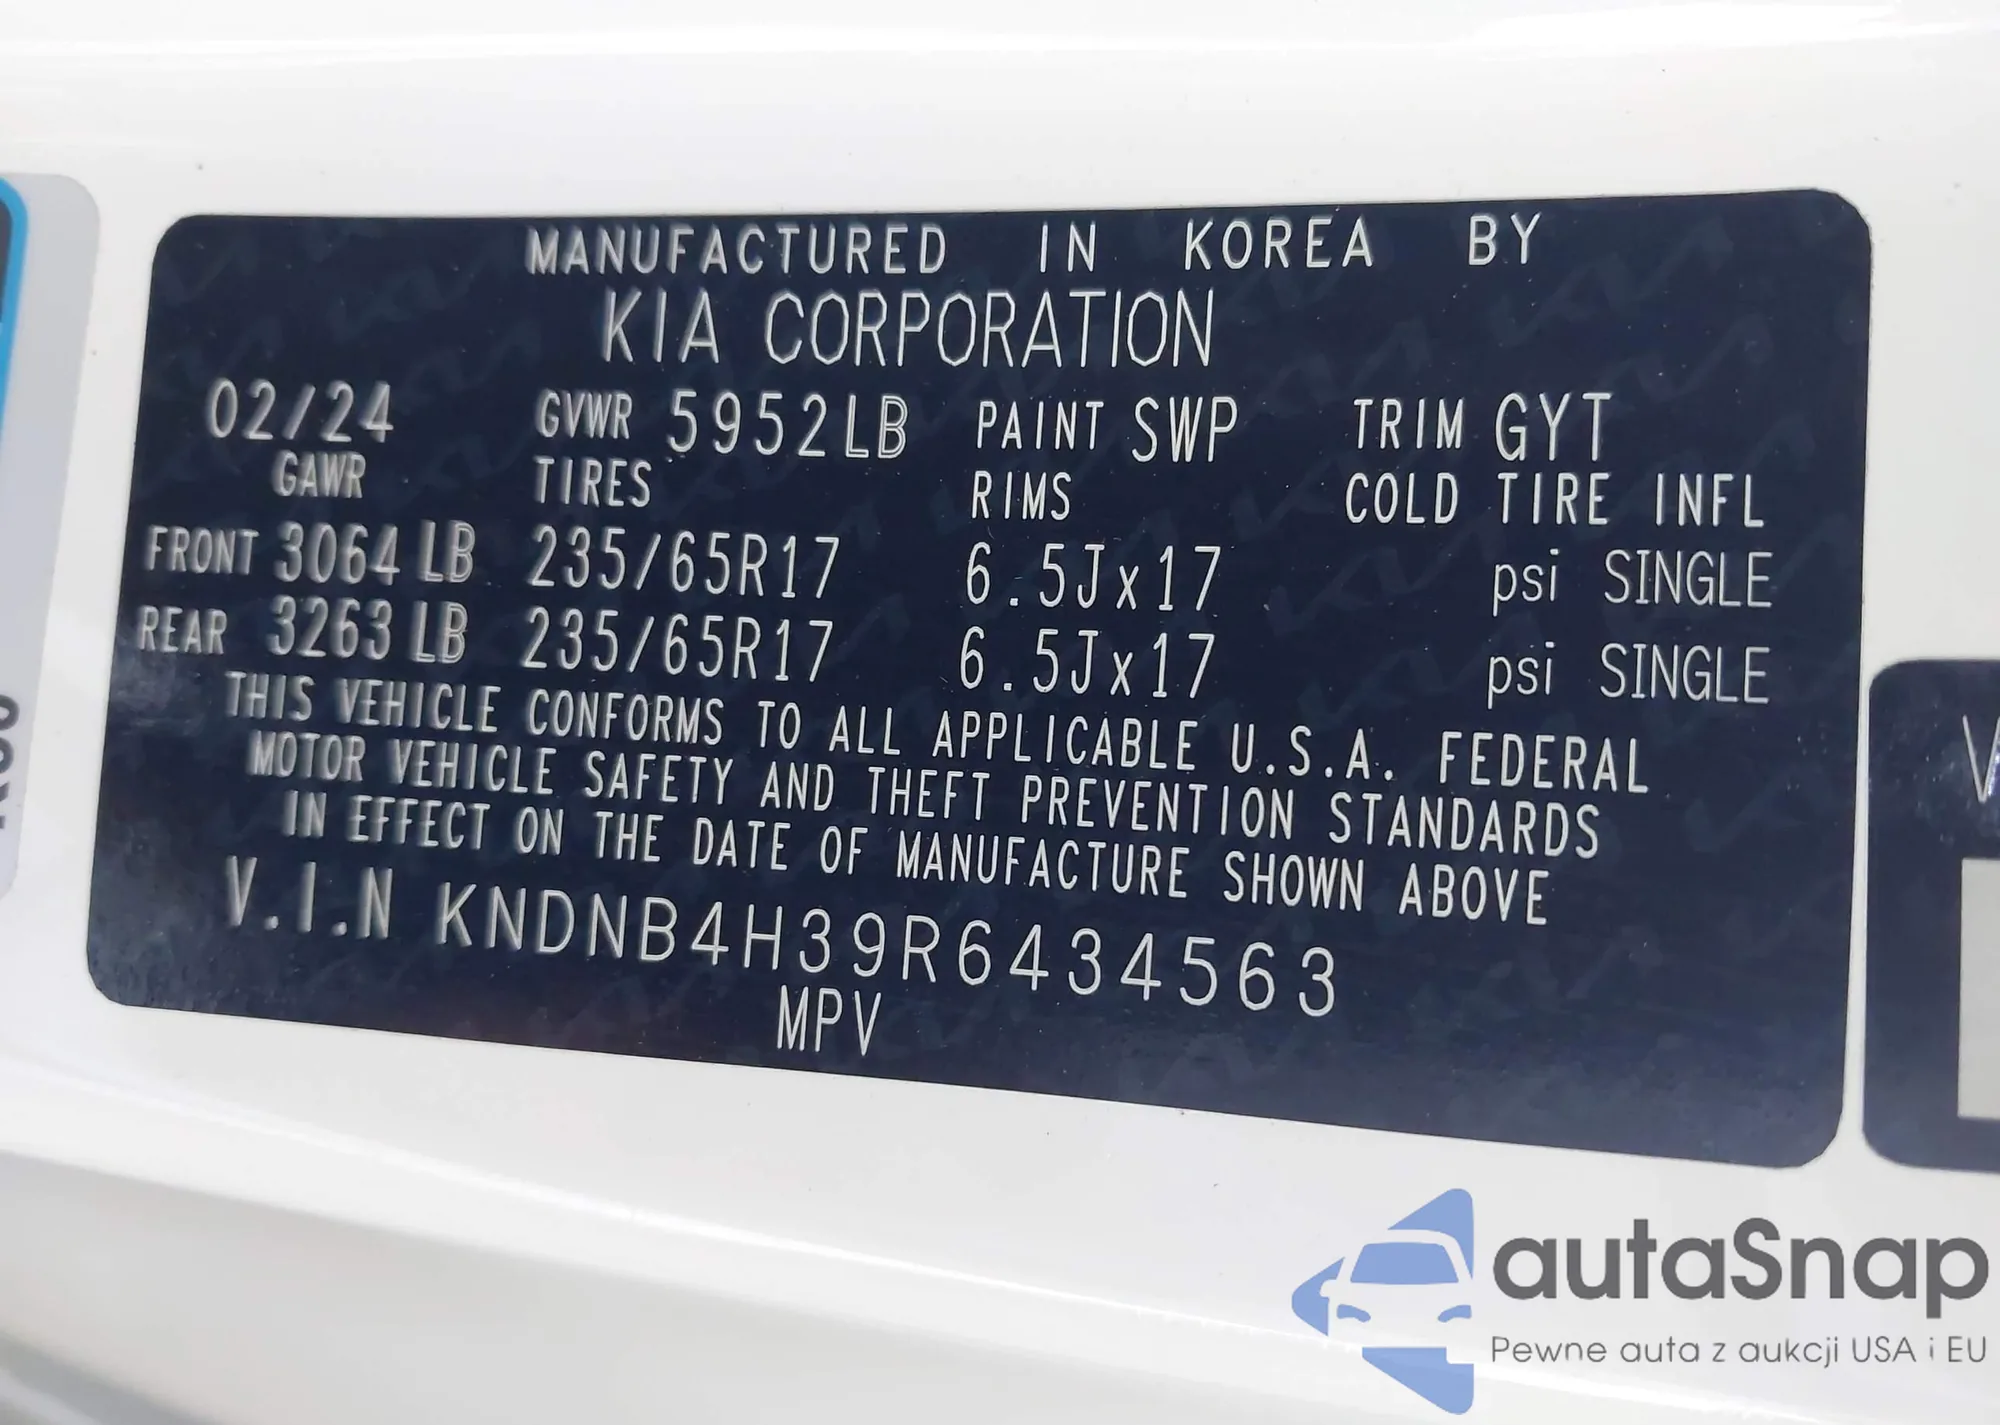 MANUFACTURED IN KOREA BY
KIA CORPORATION
02/24 GVWR 5952LB PAINT SWP TRIM GYT
GAWR TIRES RIMS COLD TIRE INFL
FRONT 3064 LB 235/65R17 6.5Jx17 psi SINGLE
REAR 3263 LB 235/65R17 6.5Jx17 psi SINGLE
THIS VEHICLE CONFORMS TO ALL APPLICABLE U.S.A. FEDERAL
MOTOR VEHICLE SAFETY AND THEFT PREVENTION STANDARDS
IN EFFECT ON THE DATE OF MANUFACTURE SHOWN ABOVE
V.I.N KNDNB4H39R6434563
MPV
autaSnap
Pewne auta z aukcji USA i EU